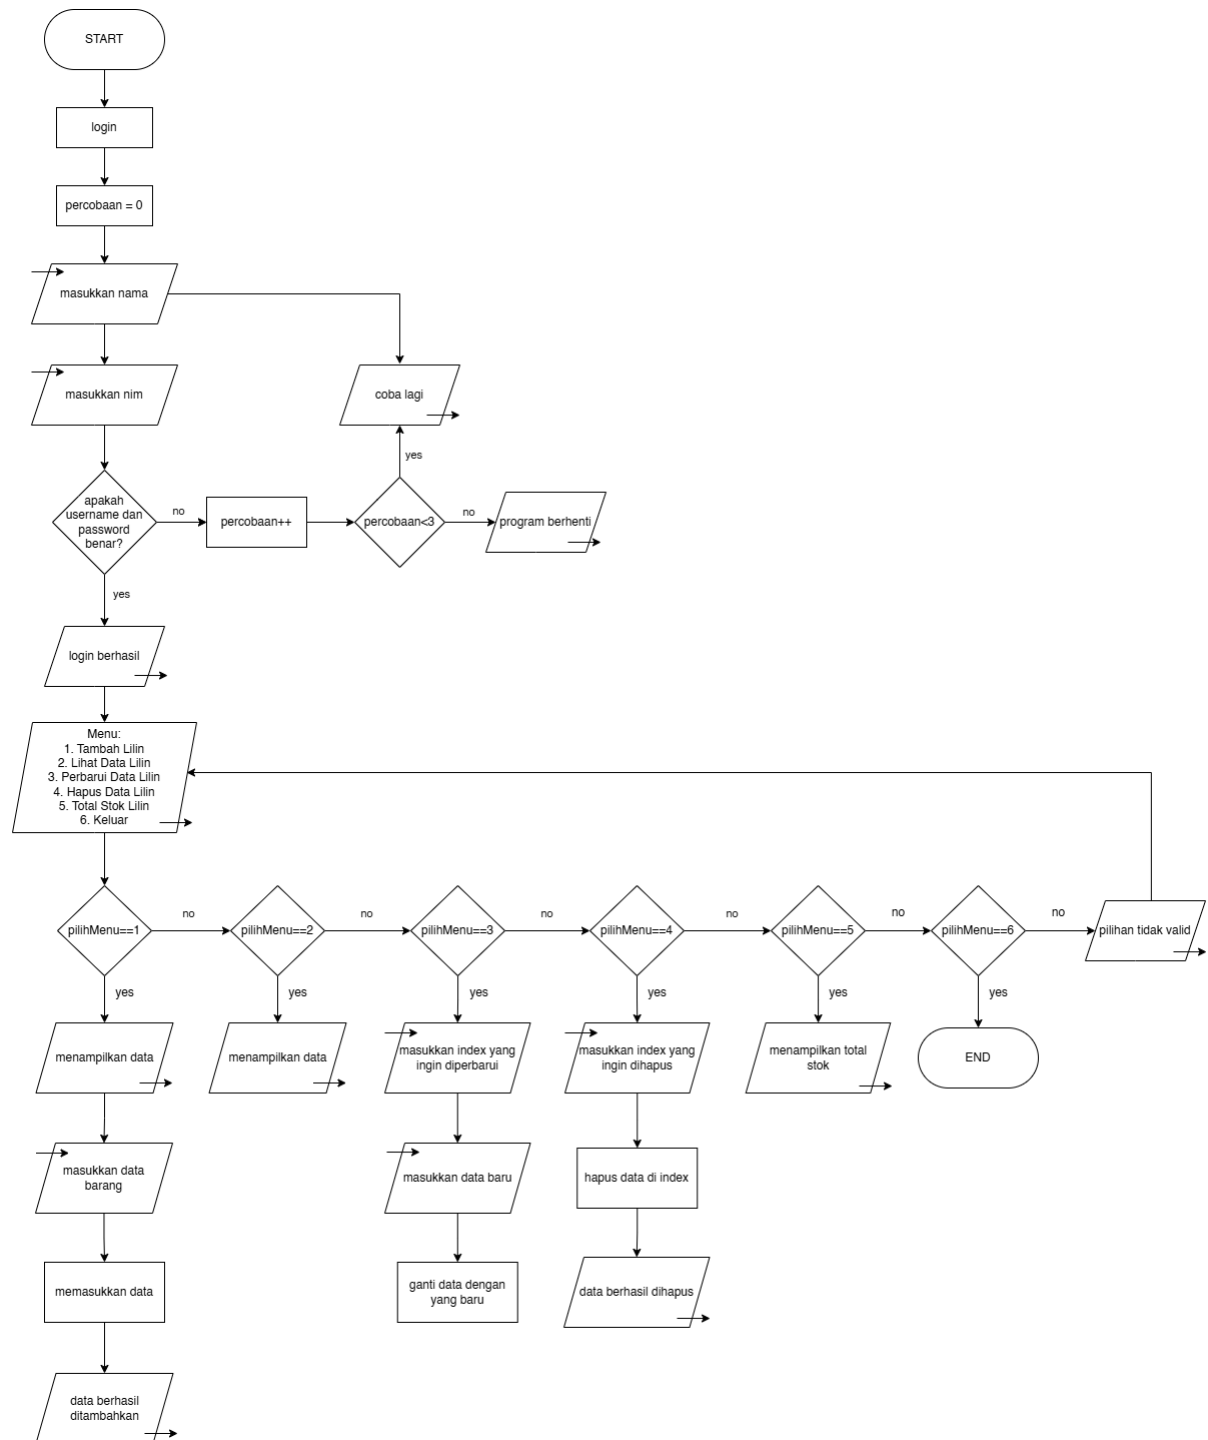 START
login
percobaan = 0
masukkan nama
masukkan nim
coba lagi
yes
apakah
username dan
password
benar?
no
percobaan++
percobaan<3
no
program berhenti
yes
login berhasil
Menu:
1. Tambah Lilin
2. Lihat Data Lilin
3. Perbarui Data Lilin
4. Hapus Data Lilin
5. Total Stok Lilin
6. Keluar
pilihMenu==1
no
pilihMenu==2
no
pilihMenu==3
no
pilihMenu==4
no
pilihMenu==5
no
pilihMenu==6
no
pilihan tidak valid
yes
yes
yes
yes
yes
yes
menampilkan data
menampilkan data
masukkan index yang
ingin diperbarui
masukkan index yang
ingin dihapus
menampilkan total
stok
END
masukkan data
barang
masukkan data baru
hapus data di index
memasukkan data
ganti data dengan
yang baru
data berhasil dihapus
data berhasil
ditambahkan